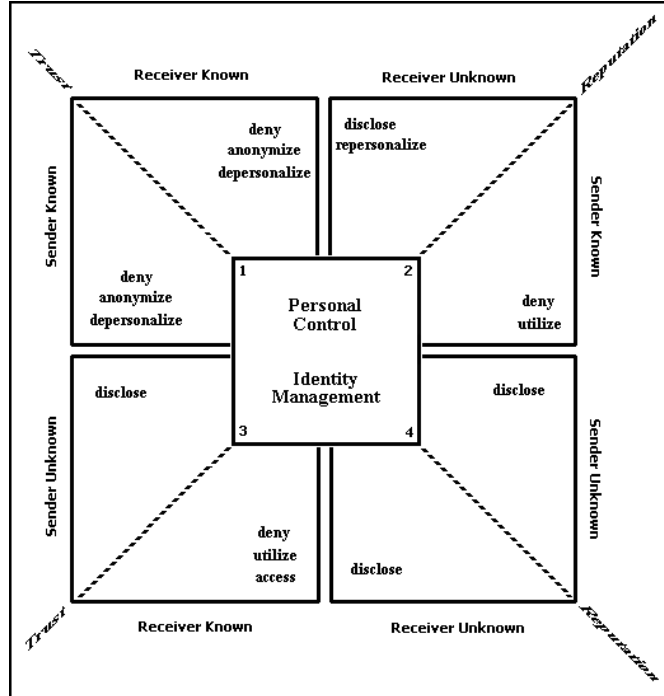 Trust
Receiver Known
Receiver Unknown
Reputation
Sender Known
deny
anonymize
depersonalize
disclose
repersonalize
Sender Known
deny
anonymize
depersonalize
1
2
Personal
Control
deny
utilize
Identity
Management
3
4
Sender Unknown
disclose
disclose
Sender Unknown
deny
utilize
access
disclose
Trust
Receiver Known
Receiver Unknown
Reputation